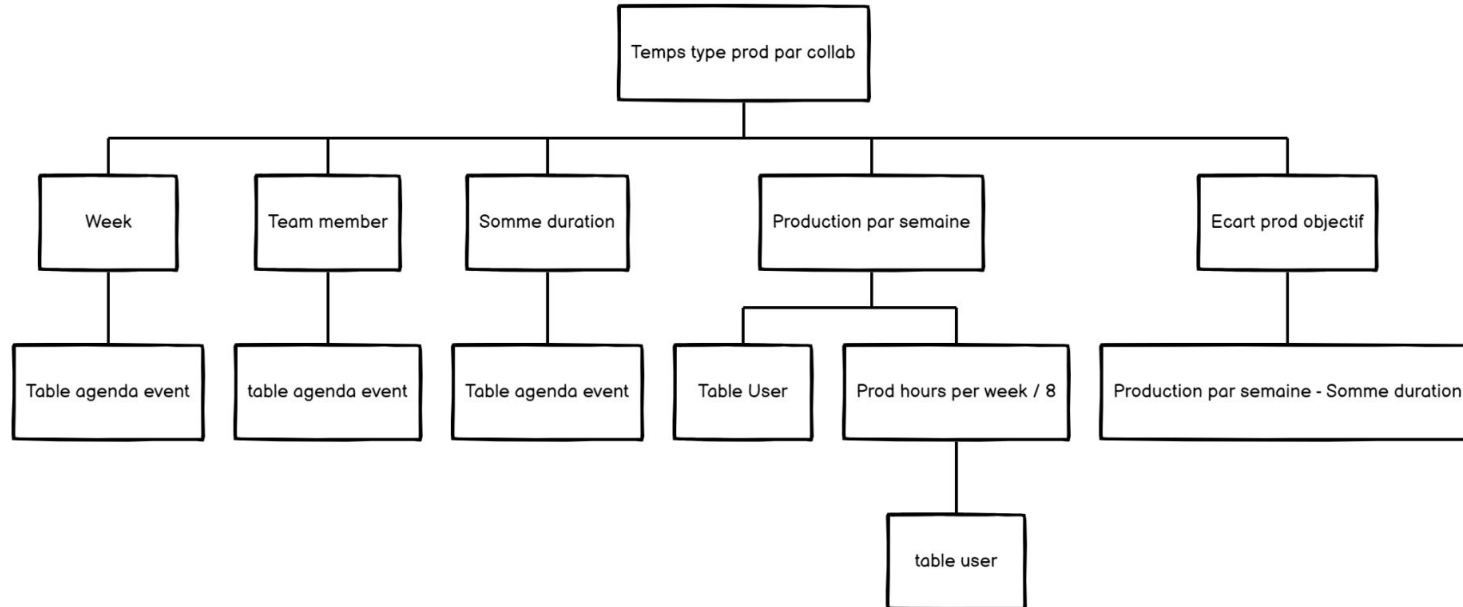 Temps type prod par collab
Week
Team member
Somme duration
Production par semaine
Ecart prod objectif
Table agenda event
table agenda event
Table agenda event
Table User
Prod hours per week / 8
Production par semaine - Somme duration
table user